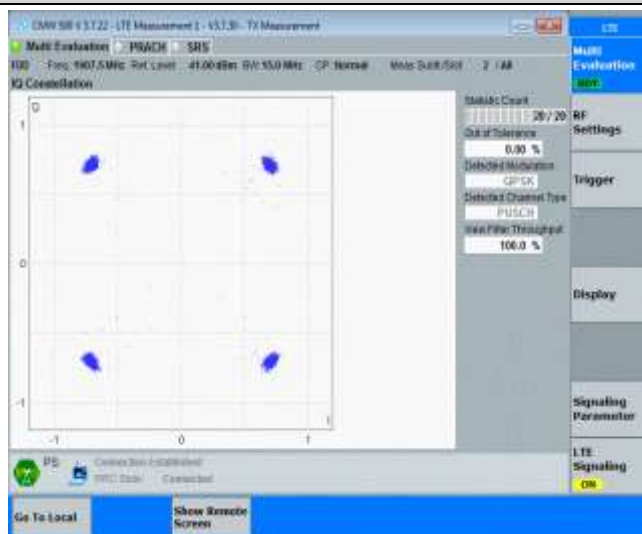 CMW 500 V 3.7.22 - LTE Measurement 1 - V3.7.30 - TX Measurement
LTE
Multi Evaluation PRACH SRS
FDD Freq: 1907.5 MHz Ref. Level: 41.00 dBm BW: 15.0 MHz CP: Normal Meas Subfr./Slot: 2 / All
IQ Constellation
Q
1
0
-1
-1 0 1
I
Statistic Count
20 / 20
Out of Tolerance
0.00 %
Detected Modulation
QPSK
Detected Channel Type
PUSCH
View Filter Throughput
100.0 %
Multi
Evaluation
RDY
RF
Settings
Trigger
Display
Signaling
Parameter
LTE
Signaling
ON
PS
Connection Established
RRC State: Connected
Go To Local
Show Remote
Screen